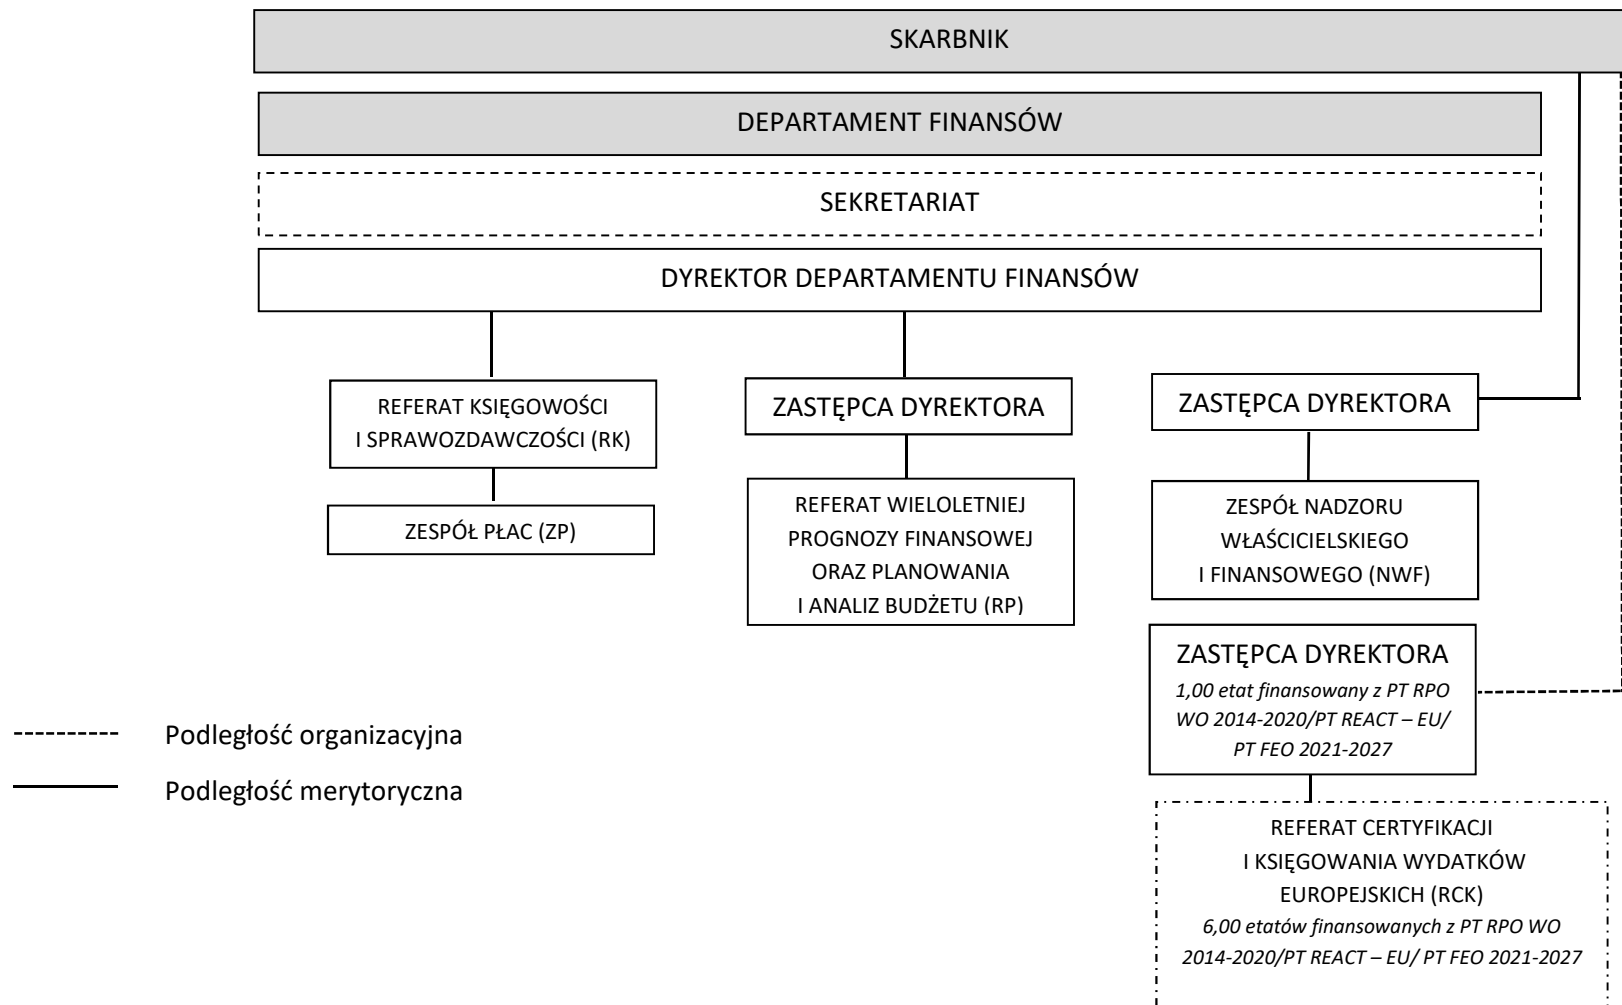 SKARBNIK
DEPARTAMENT FINANSÓW
SEKRETARIAT
DYREKTOR DEPARTAMENTU FINANSÓW
REFERAT KSIĘGOWOŚCI
I SPRAWOZDAWCZOŚCI (RK)
ZESPÓŁ PŁAC (ZP)
ZASTĘPCA DYREKTORA
REFERAT WIELOLETNIEJ
PROGNOZY FINANSOWEJ
ORAZ PLANOWANIA
I ANALIZ BUDŻETU (RP)
ZASTĘPCA DYREKTORA
ZESPÓŁ NADZORU
WŁAŚCICIELSKIEGO
I FINANSOWEGO (NWF)
ZASTĘPCA DYREKTORA
1,00 etat finansowany z PT RPO
WO 2014-2020/PT REACT – EU/
PT FEO 2021-2027
REFERAT CERTYFIKACJI
I KSIĘGOWANIA WYDATKÓW
EUROPEJSKICH (RCK)
6,00 etatów finansowanych z PT RPO WO
2014-2020/PT REACT – EU/ PT FEO 2021-2027
Podległość organizacyjna
Podległość merytoryczna